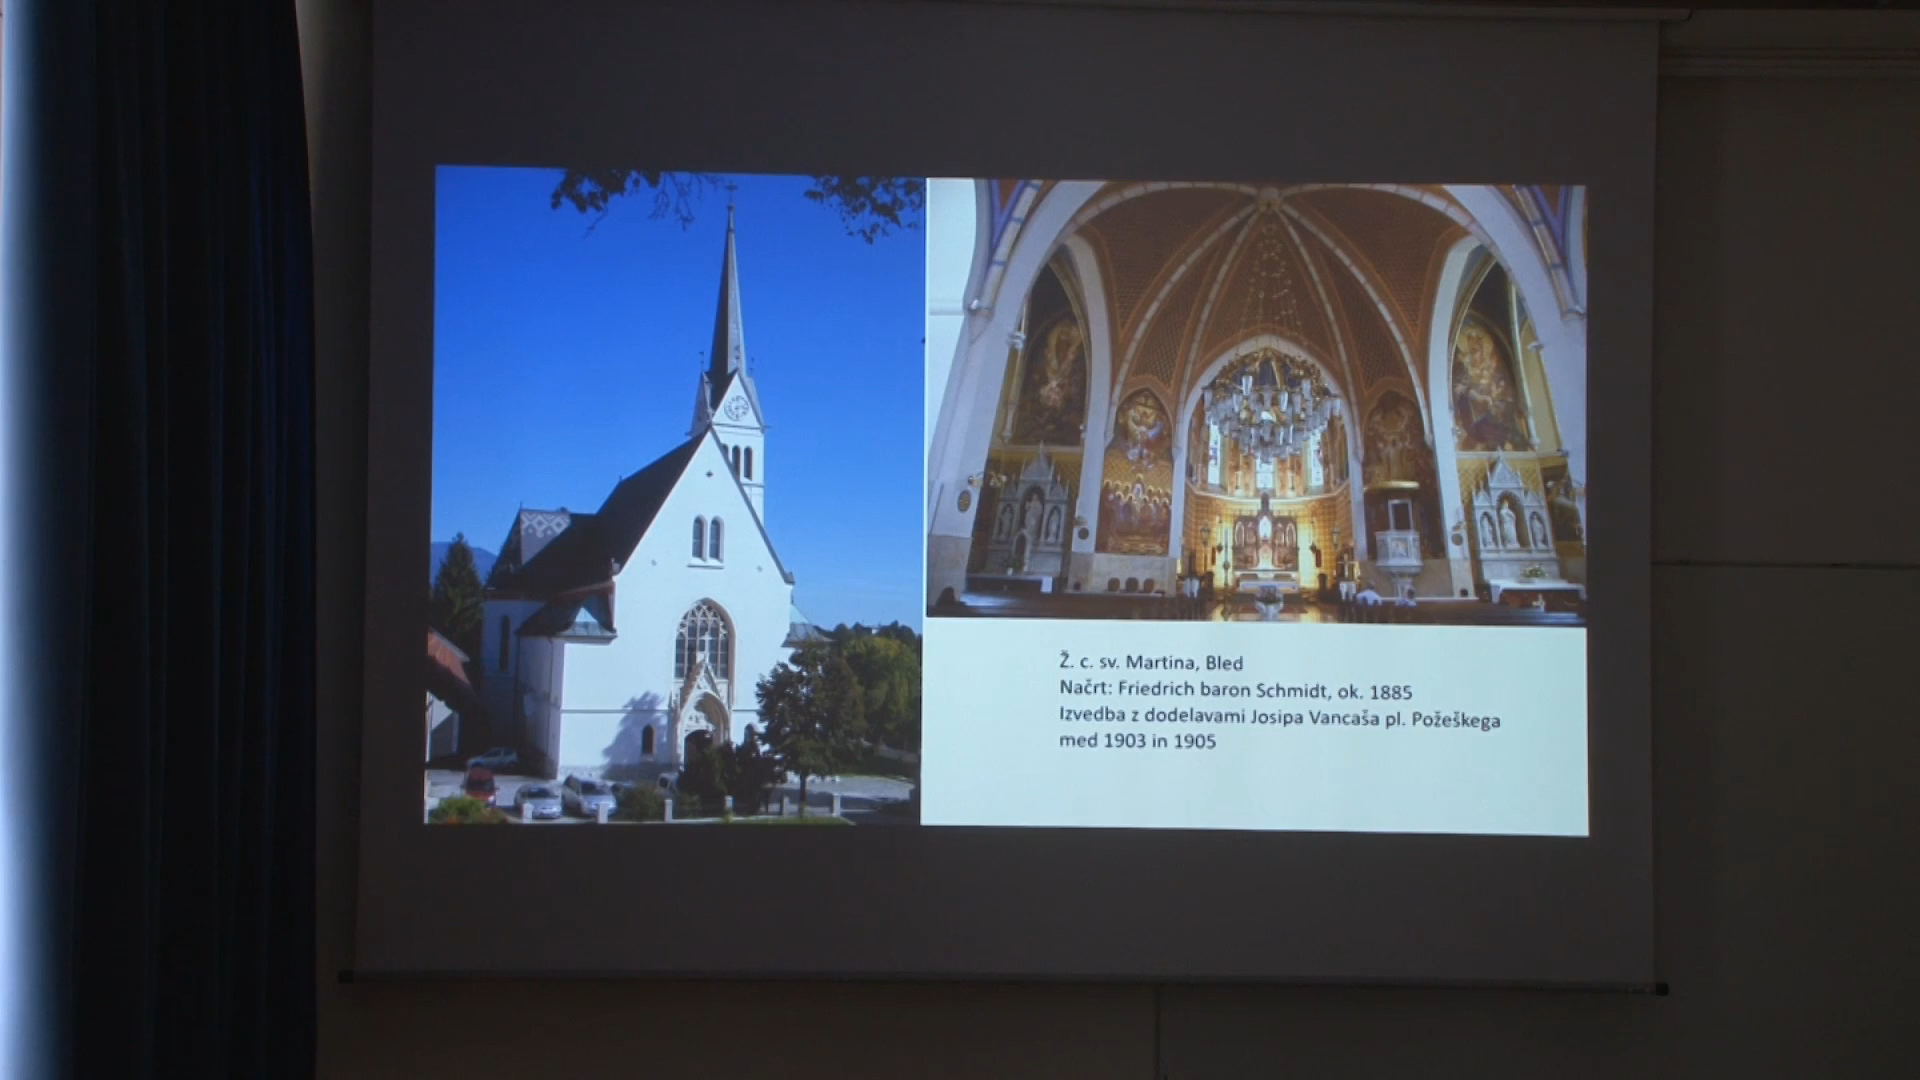 Ž. c. sv. Martina, Bled
Načrt: Friedrich baron Schmidt, ok. 1885
Izvedba z dodelavami Josipa Vancaša pl. Požeškega
med 1903 in 1905